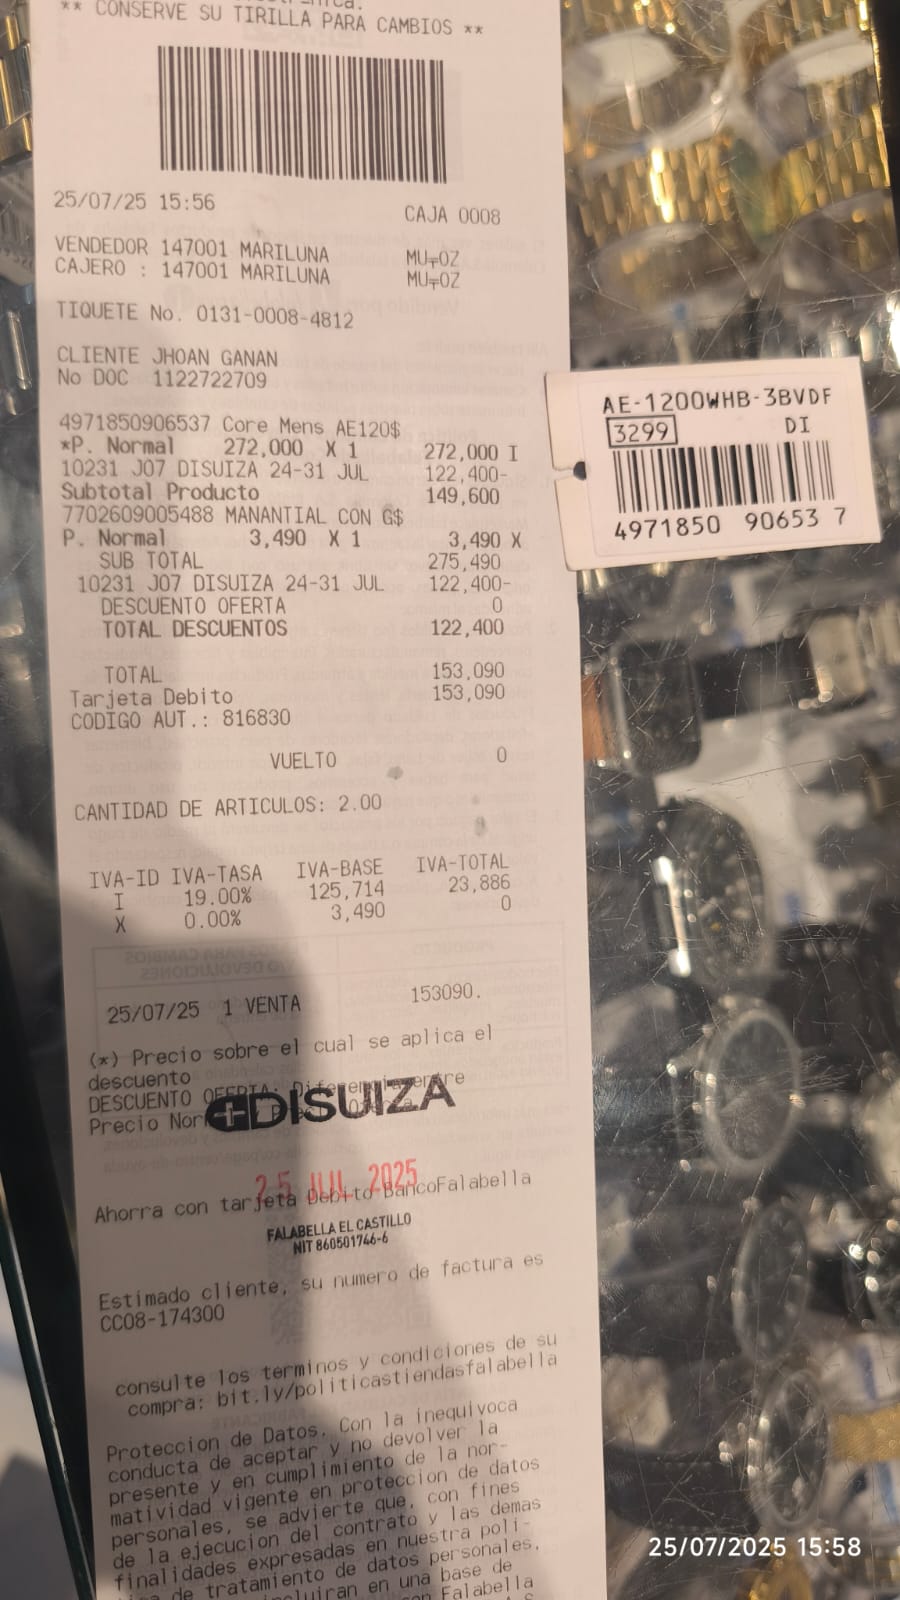 ** CONSERVE SU TIRILLA PARA CAMBIOS **
25/07/25 15:56 CAJA 0008
VENDEDOR 147001 MARILUNA MU╤OZ
CAJERO : 147001 MARILUNA MU╤OZ
TIQUETE No. 0131-0008-4812
CLIENTE JHOAN GANAN
No DOC 1122722709
4971850906537 Core Mens AE120$
*P. Normal 272,000 X 1 272,000 I
10231 J07 DISUIZA 24-31 JUL 122,400-
Subtotal Producto 149,600
7702609005488 MANANTIAL CON G$
P. Normal 3,490 X 1 3,490 X
SUB TOTAL 275,490
10231 J07 DISUIZA 24-31 JUL 122,400-
DESCUENTO OFERTA 0
TOTAL DESCUENTOS 122,400
TOTAL 153,090
Tarjeta Debito 153,090
CODIGO AUT.: 816830
VUELTO 0
CANTIDAD DE ARTICULOS: 2.00
IVA-ID IVA-TASA IVA-BASE IVA-TOTAL
I 19.00% 125,714 23,886
X 0.00% 3,490 0
25/07/25 1 VENTA 153090.
(*) Precio sobre el cual se aplica el
descuento
DESCUENTO OFERTA: Diferencia entre
Precio
DISUIZA
25 JUL 2025
Ahorra con tarjeta Debito BancoFalabella
FALABELLA EL CASTILLO
NIT 860501746-6
Estimado cliente, su numero de factura es
CC08-174300
consulte los terminos y condiciones de su
compra: bit.ly/politicastiendasfalabella
Proteccion de Datos. Con la inequivoca
conducta de aceptar y no devolver la
presente y en cumplimiento de la nor-
matividad vigente en proteccion de datos
personales, se advierte que, con fines
de la ejecucion del contrato y las demas
finalidades expresadas en nuestra poli-
de tratamiento de datos personales,
en una base de
Falabella
AE-1200WHB-3BVDF
3299 DI
4971850 90653 7
25/07/2025 15:58